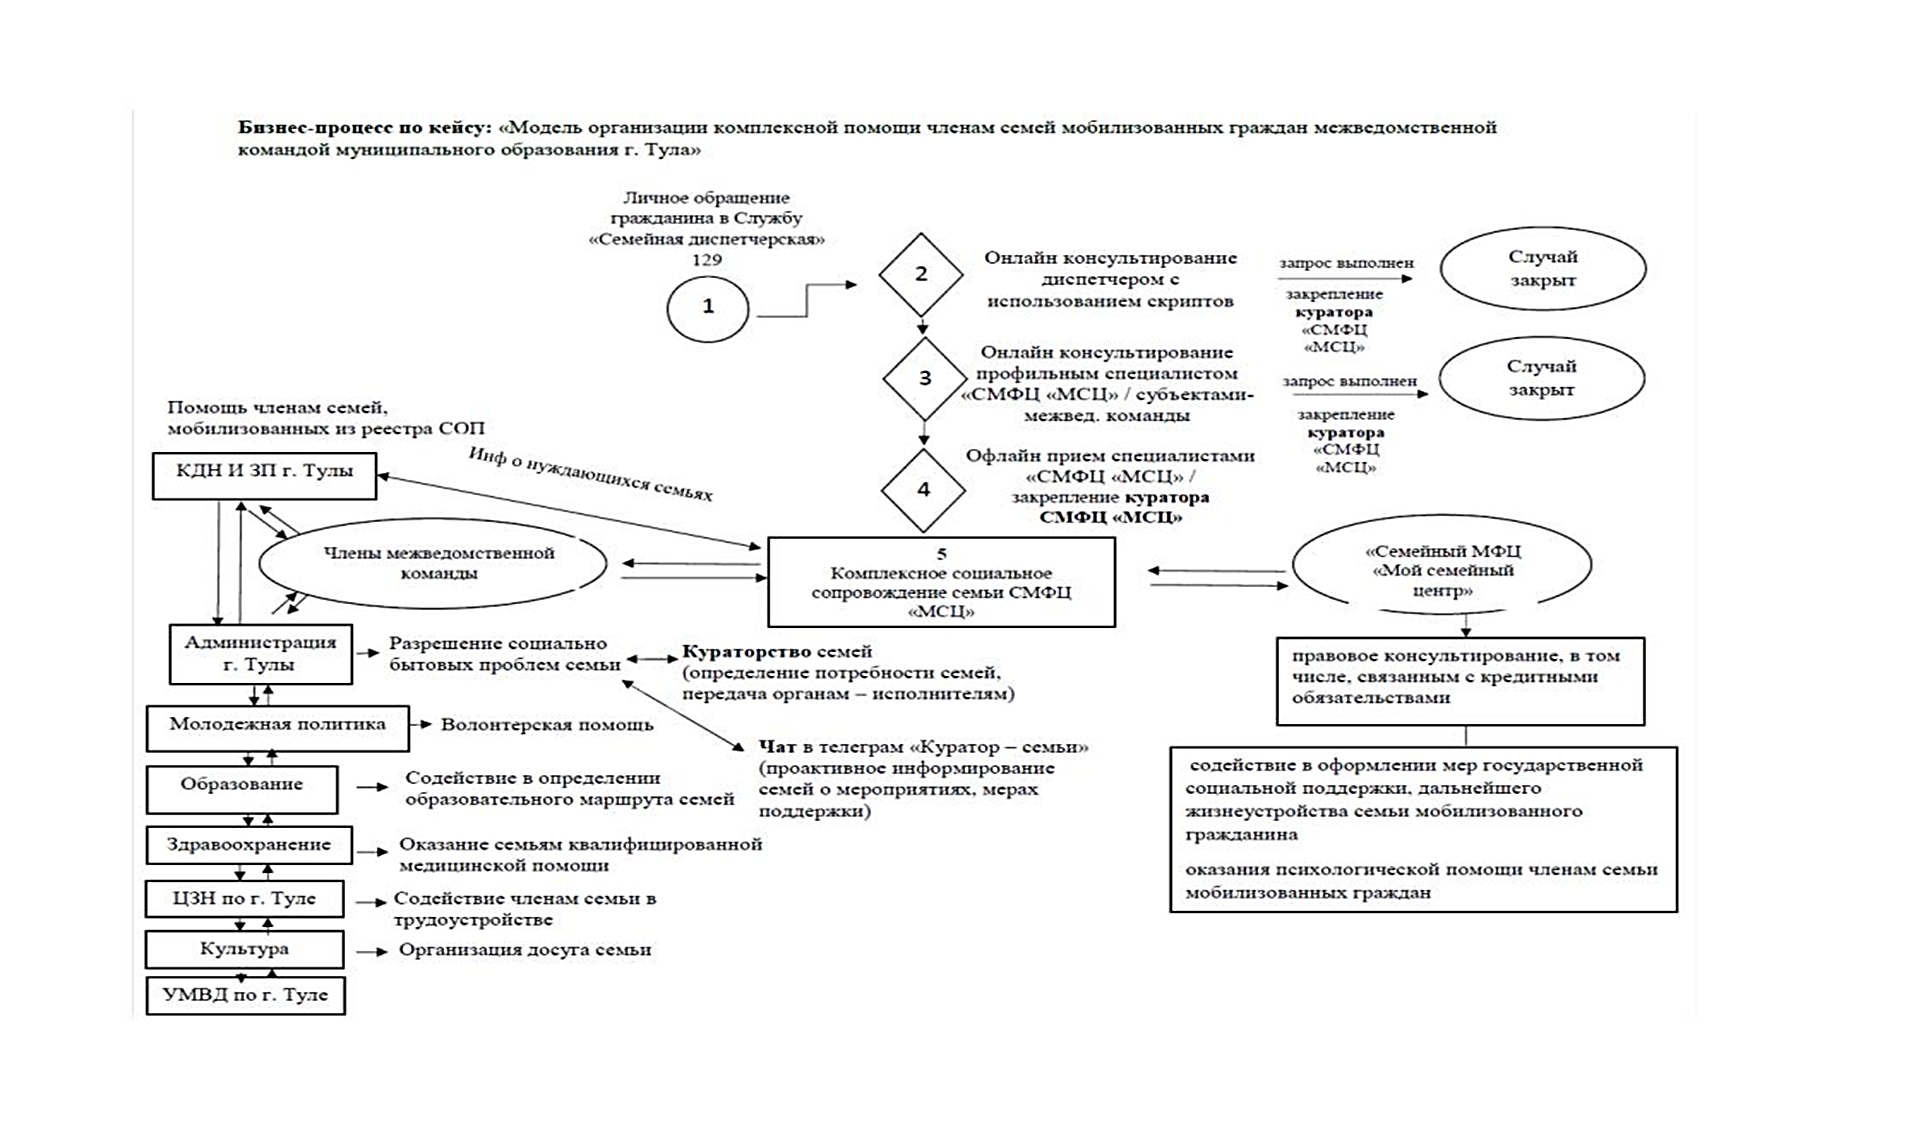 Бизнес-процесс по кейсу: «Модель организации комплексной помощи членам семей мобилизованных граждан межведомственной
командой муниципального образования г. Тула»
Личное обращение
гражданина в Службу
«Семейная диспетчерская»
129
1
2
Онлайн консультирование
диспетчером с
использованием скриптов
запрос выполнен
закрепление
куратора
«СМФЦ
«МСЦ»
Случай
закрыт
3
Онлайн консультирование
профильным специалистом
«СМФЦ «МСЦ» / субъектами-
межвед. команды
запрос выполнен
закрепление
куратора
«СМФЦ
«МСЦ»
Случай
закрыт
4
Офлайн прием специалистами
«СМФЦ «МСЦ» /
закрепление куратора
СМФЦ «МСЦ»
Помощь членам семей,
мобилизованных из реестра СОП
КДН И ЗП г. Тулы
Инф о нуждающихся семьях
Члены межведомственной
команды
5
Комплексное социальное
сопровождение семьи СМФЦ
«МСЦ»
«Семейный МФЦ
«Мой семейный
центр»
Администрация
г. Тулы
Разрешение социально
бытовых проблем семьи
Кураторство семей
(определение потребности семей,
передача органам – исполнителям)
правовое консультирование, в том
числе, связанным с кредитными
обязательствами
Молодежная политика
Волонтерская помощь
Чат в телеграм «Куратор – семьи»
(проактивное информирование
семей о мероприятиях, мерах
поддержки)
содействие в оформлении мер государственной
социальной поддержки, дальнейшего
жизнеустройства семьи мобилизованного
гражданина
оказания психологической помощи членам семьи
мобилизованных граждан
Образование
Содействие в определении
образовательного маршрута семей
Здравоохранение
Оказание семьям квалифицированной
медицинской помощи
ЦЗН по г. Туле
Содействие членам семьи в
трудоустройстве
Культура
Организация досуга семьи
УМВД по г. Туле